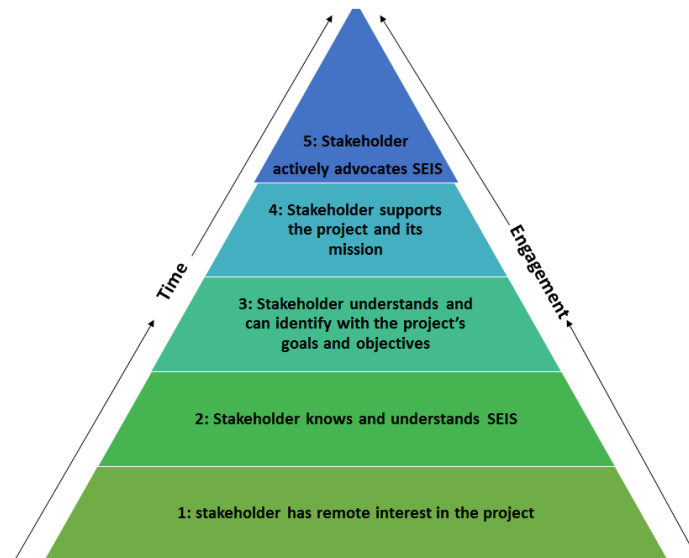 5: Stakeholder
actively advocates SEIS
4: Stakeholder supports
the project and its
mission
Time
Engagement
3: Stakeholder understands and
can identify with the project's
goals and objectives
2: Stakeholder knows and understands SEIS
1: stakeholder has remote interest in the project